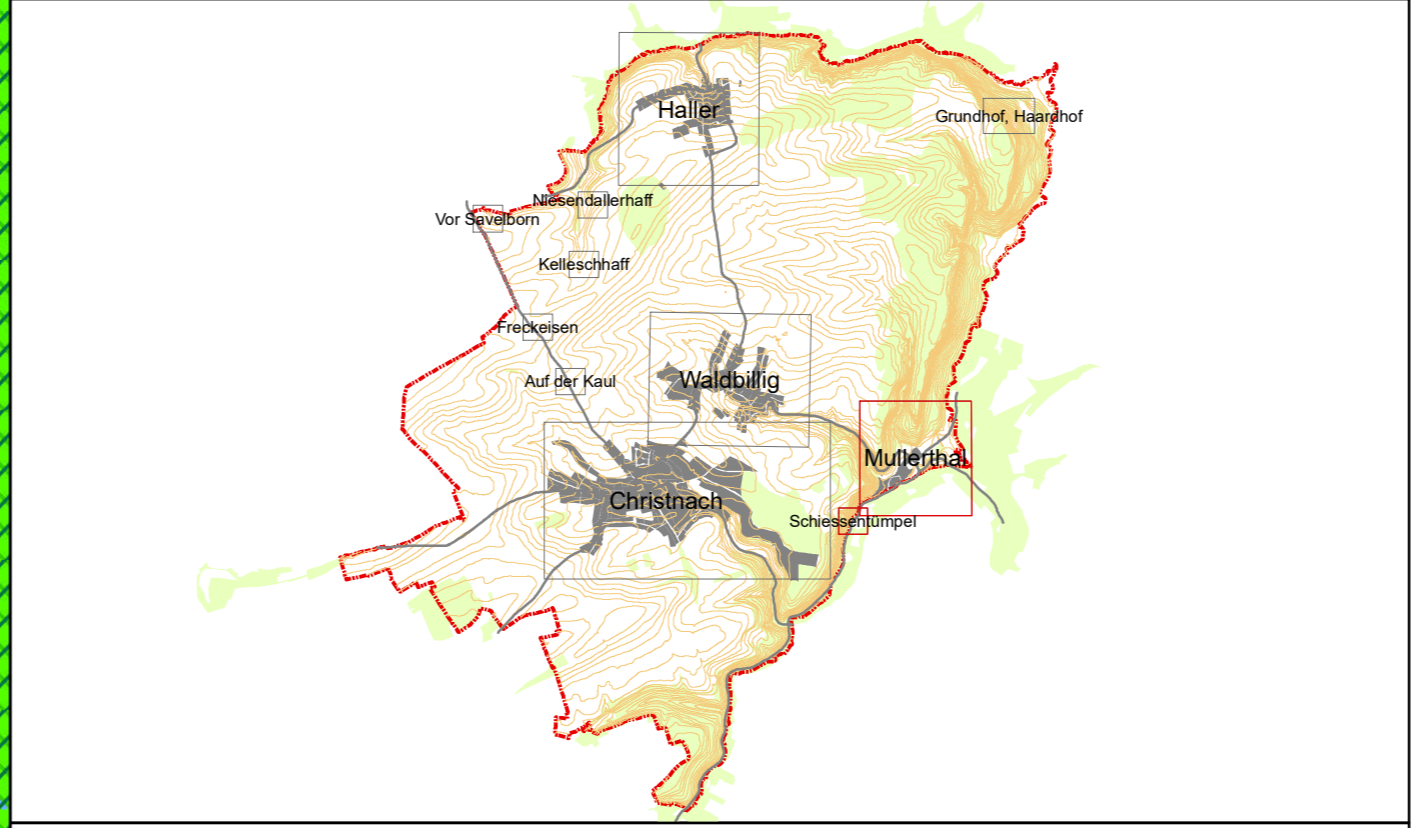 Haller
Grundhof, Haardhof
Niesendallerhaff
Vor Savelborn
Kelleschhaff
Freckeisen
Auf der Kaul
Waldbillig
Mullerthal
Christnach
Schiessentümpel